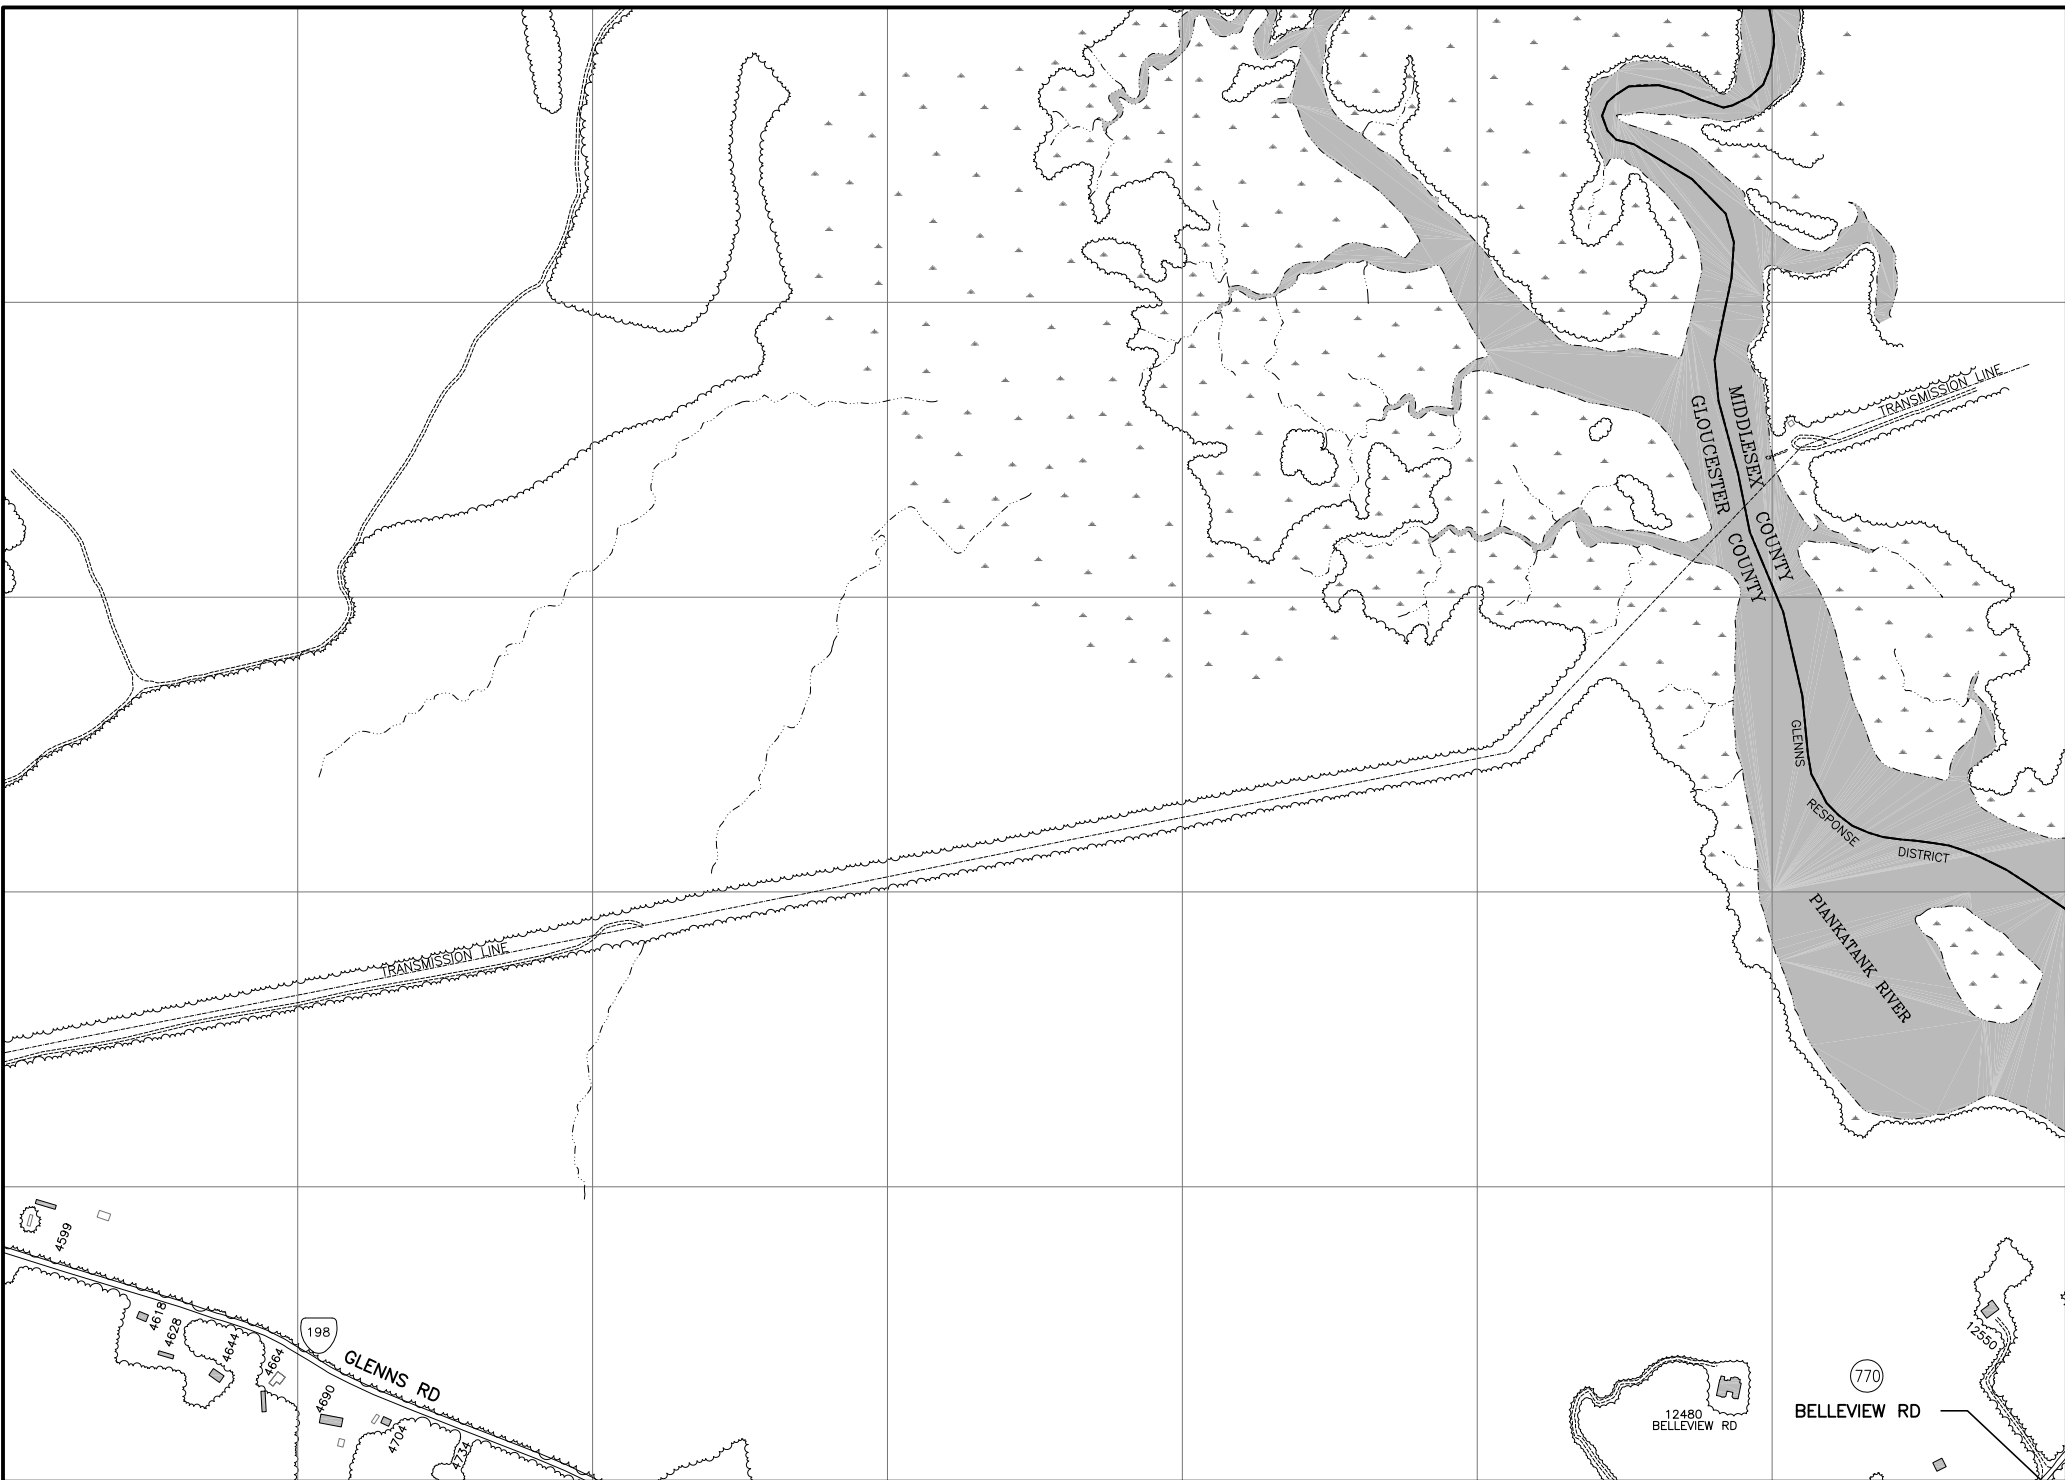 TRANSMISSION LINE
MIDDLESEX COUNTY
GLOUCESTER COUNTY
GLENNS RESPONSE DISTRICT
PIANKATANK RIVER
TRANSMISSION LINE
4599
4618
4628
4644
4664
198
GLENNS RD
4690
4704
4734
12550
770
BELLEVIEW RD
12480
BELLEVIEW RD